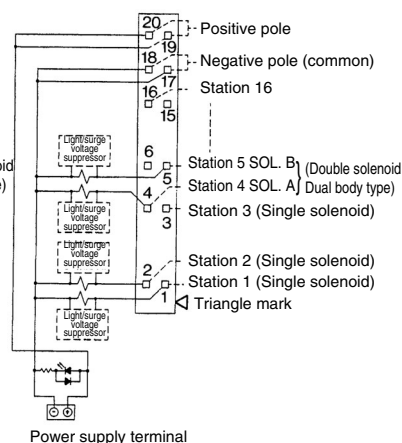 20
Positive pole
19
18
Negative pole (common)
17
16
Station 16
15
Light/surge
voltage
suppressor
6
Station 5 SOL. B
5
(Double solenoid
Dual body type)
4
Station 4 SOL. A
Light/surge
voltage
suppressor
Station 3 (Single solenoid)
3
Light/surge
voltage
suppressor
2
Station 2 (Single solenoid)
Station 1 (Single solenoid)
1
Triangle mark
Light/surge
voltage
suppressor
Power supply terminal